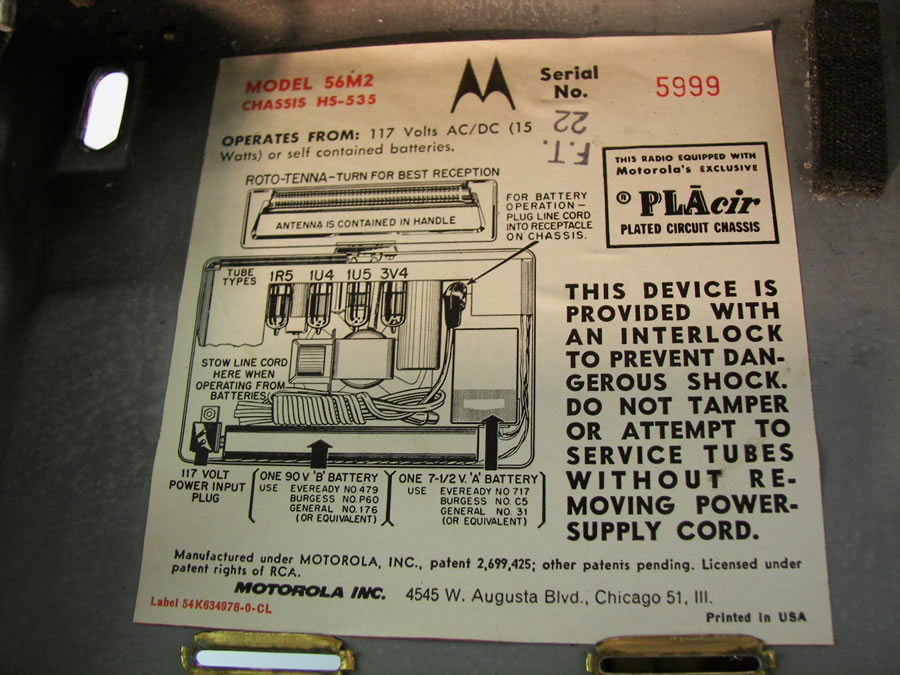 MODEL 56M2
CHASSIS HS-535
Serial
No.
5999
F.T.
22
OPERATES FROM: 117 Volts AC/DC (15
Watts) or self contained batteries.
THIS RADIO EQUIPPED WITH
Motorola's EXCLUSIVE
® PLĀcir
PLATED CIRCUIT CHASSIS
ROTO-TENNA-TURN FOR BEST RECEPTION
ANTENNA IS CONTAINED IN HANDLE
FOR BATTERY
OPERATION –
PLUG LINE CORD
INTO RECEPTACLE
ON CHASSIS.
TUBE
TYPES
1R5 1U4 1U5 3V4
STOW LINE CORD
HERE WHEN
OPERATING FROM
BATTERIES
117 VOLT
POWER INPUT
PLUG
ONE 90 V 'B' BATTERY
USE EVEREADY NO. 479
BURGESS NO. P60
GENERAL NO. 176
(OR EQUIVALENT)
ONE 7-1/2 V. 'A' BATTERY
USE EVEREADY NO 717
BURGESS NO. C5
GENERAL NO. 31
(OR EQUIVALENT)
THIS DEVICE IS
PROVIDED WITH
AN INTERLOCK
TO PREVENT DAN-
GEROUS SHOCK.
DO NOT TAMPER
OR ATTEMPT TO
SERVICE TUBES
WITHOUT RE-
MOVING POWER-
SUPPLY CORD.
Manufactured under MOTOROLA, INC., patent 2,699,425; other patents pending. Licensed under
patent rights of RCA.
MOTOROLA INC. 4545 W. Augusta Blvd., Chicago 51, Ill.
Label 54K634978-0-CL
Printed in USA